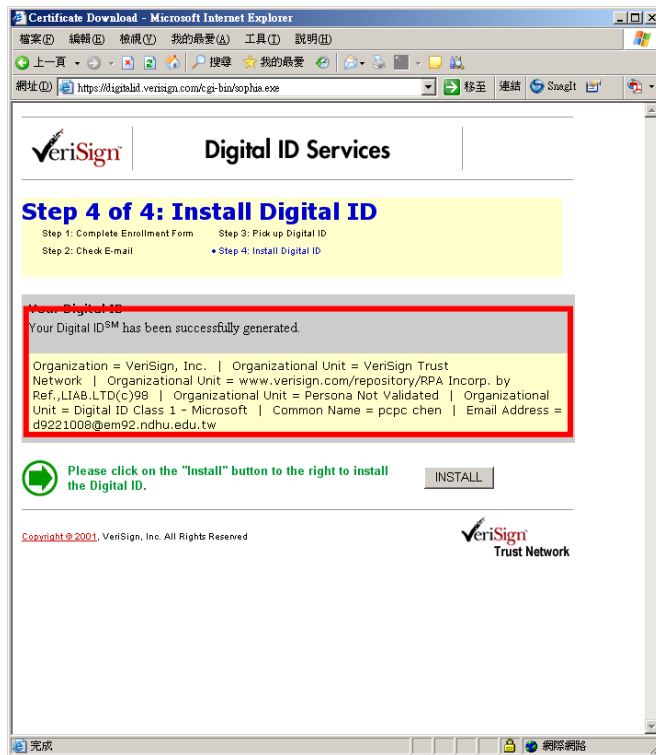 Certificate Download - Microsoft Internet Explorer
檔案(F) 編輯(E) 檢視(V) 我的最愛(A) 工具(T) 說明(H)
上一頁 搜尋 我的最愛
網址(D) https://digitalid.verisign.com/cgi-bin/sophia.exe 移至 連結 SnagIt
VeriSign Digital ID Services
Step 4 of 4: Install Digital ID
Step 1: Complete Enrollment Form Step 3: Pick up Digital ID
Step 2: Check E-mail • Step 4: Install Digital ID
Your Digital ID
Your Digital IDSM has been successfully generated.
Organization = VeriSign, Inc. | Organizational Unit = VeriSign Trust
Network | Organizational Unit = www.verisign.com/repository/RPA Incorp. by
Ref.,LIAB.LTD(c)98 | Organizational Unit = Persona Not Validated | Organizational
Unit = Digital ID Class 1 - Microsoft | Common Name = pcpc chen | Email Address =
d9221008@em92.ndhu.edu.tw
Please click on the "Install" button to the right to install
the Digital ID.
INSTALL
Copyright © 2001, VeriSign, Inc. All Rights Reserved
VeriSign
Trust Network
完成 網際網路